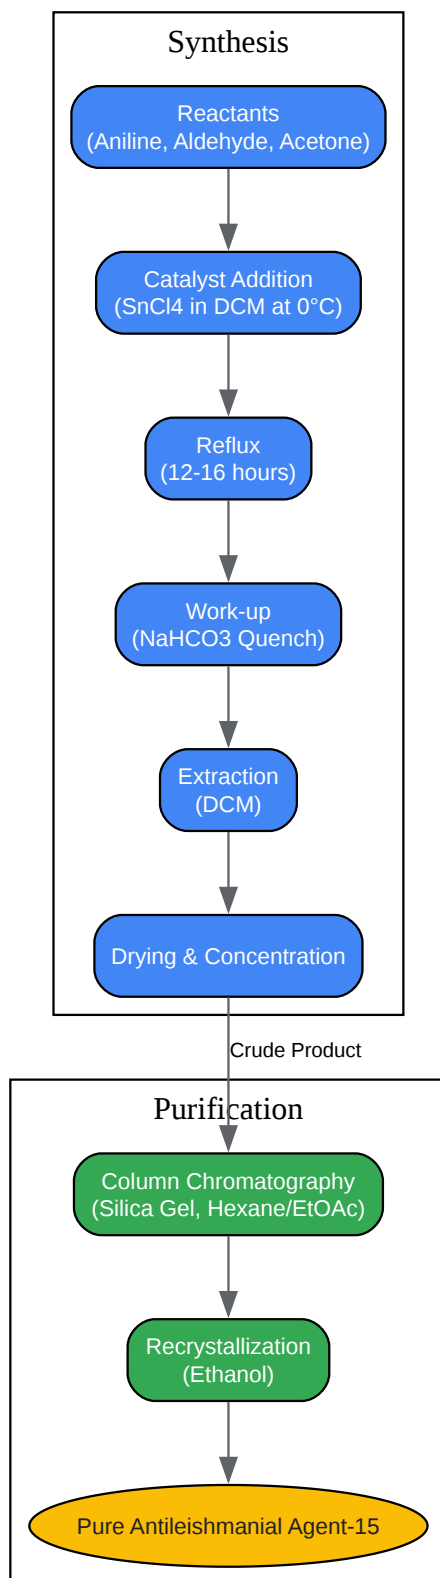 Synthesis
Reactants
(Aniline, Aldehyde, Acetone)
Catalyst Addition
(SnCl4 in DCM at 0°C)
Reflux
(12-16 hours)
Work-up
(NaHCO3 Quench)
Extraction
(DCM)
Drying & Concentration
Crude Product
Purification
Column Chromatography
(Silica Gel, Hexane/EtOAc)
Recrystallization
(Ethanol)
Pure Antileishmanial Agent-15